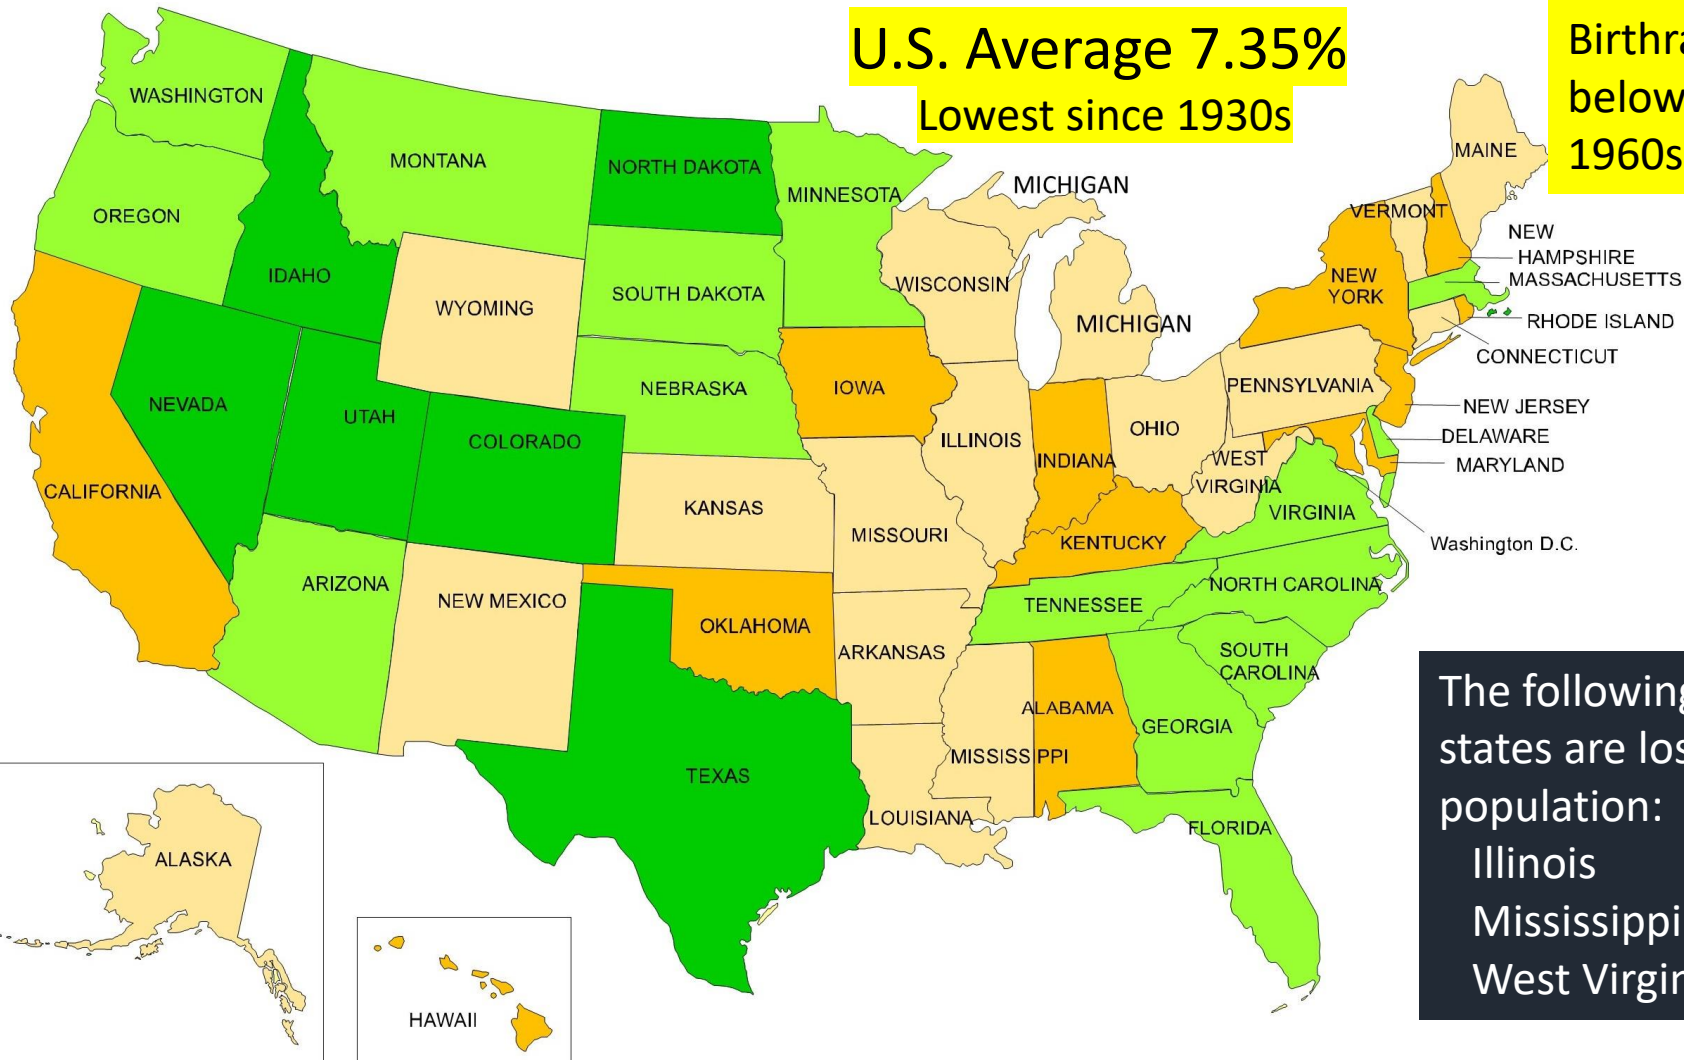 U.S. Average 7.35%
Lowest since 1930s
below
1960s
WASHINGTON
MONTANA
NORTH DAKOTA
MINNESOTA
MICHIGAN
MAINE
VERMONT
NEW
HAMPSHIRE
MASSACHUSETTS
RHODE ISLAND
CONNECTICUT
OREGON
IDAHO
WYOMING
SOUTH DAKOTA
WISCONSIN
MICHIGAN
NEW
YORK
NEVADA
UTAH
COLORADO
NEBRASKA
IOWA
ILLINOIS
INDIANA
OHIO
PENNSYLVANIA
NEW JERSEY
DELAWARE
MARYLAND
WEST
VIRGINIA
VIRGINIA
Washington D.C.
CALIFORNIA
KANSAS
MISSOURI
KENTUCKY
ARIZONA
NEW MEXICO
OKLAHOMA
ARKANSAS
TENNESSEE
NORTH CAROLINA
SOUTH
CAROLINA
TEXAS
LOUISIANA
MISSISSIPPI
ALABAMA
GEORGIA
FLORIDA
ALASKA
HAWAII
The following
states are
population:
Illinois
Mississippi
West